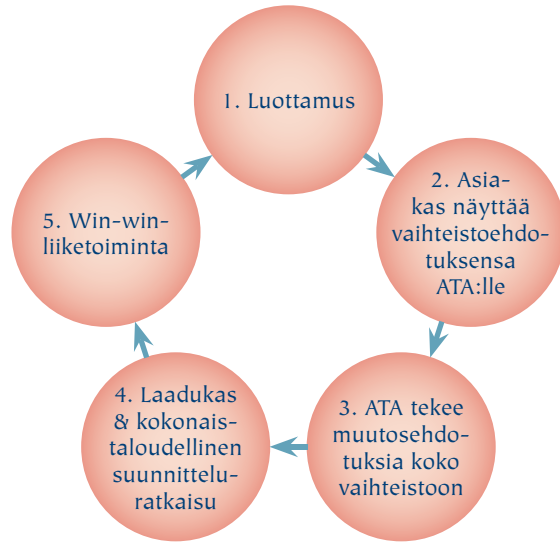 1. Luottamus
2. Asia-
kas näyttää
vaihteistoehdo-
tuksensa
ATA:lle
3. ATA tekee
muutosehdo-
tuksia koko
vaihteistoon
4. Laadukas
& kokonais-
taloudellinen
suunnittelu-
ratkaisu
5. Win-win-
liiketoiminta